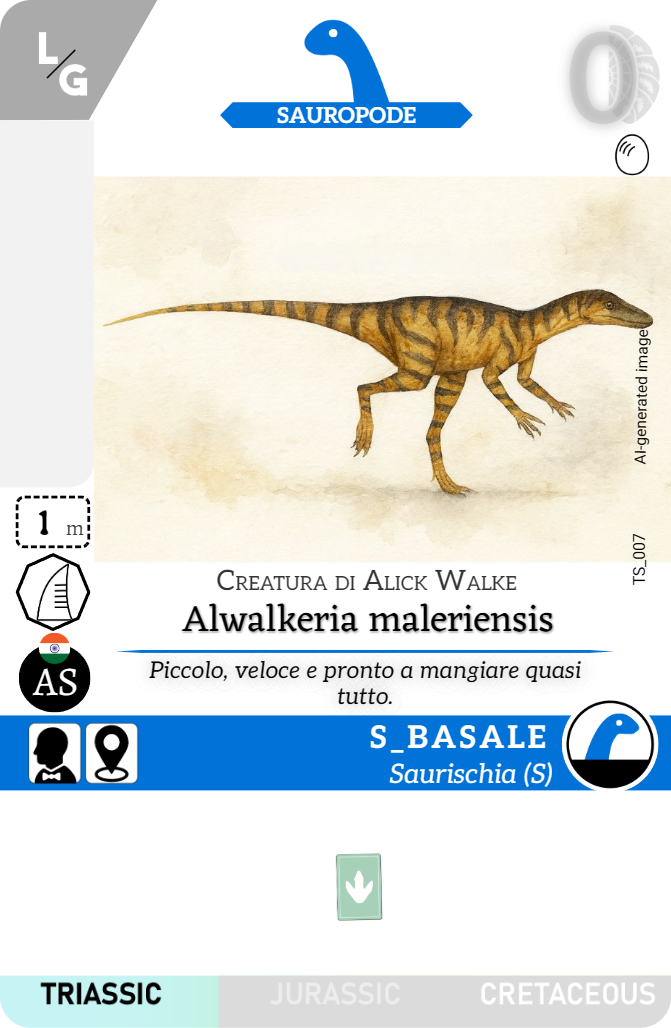 L/G
SAUROPODE
0
AI-generated image
1 m
TS_007
CREATURA DI ALICK WALKE
Alwalkeria maleriensis
AS
Piccolo, veloce e pronto a mangiare quasi
tutto.
S_BASALE
Saurischia (S)
TRIASSIC JURASSIC CRETACEOUS